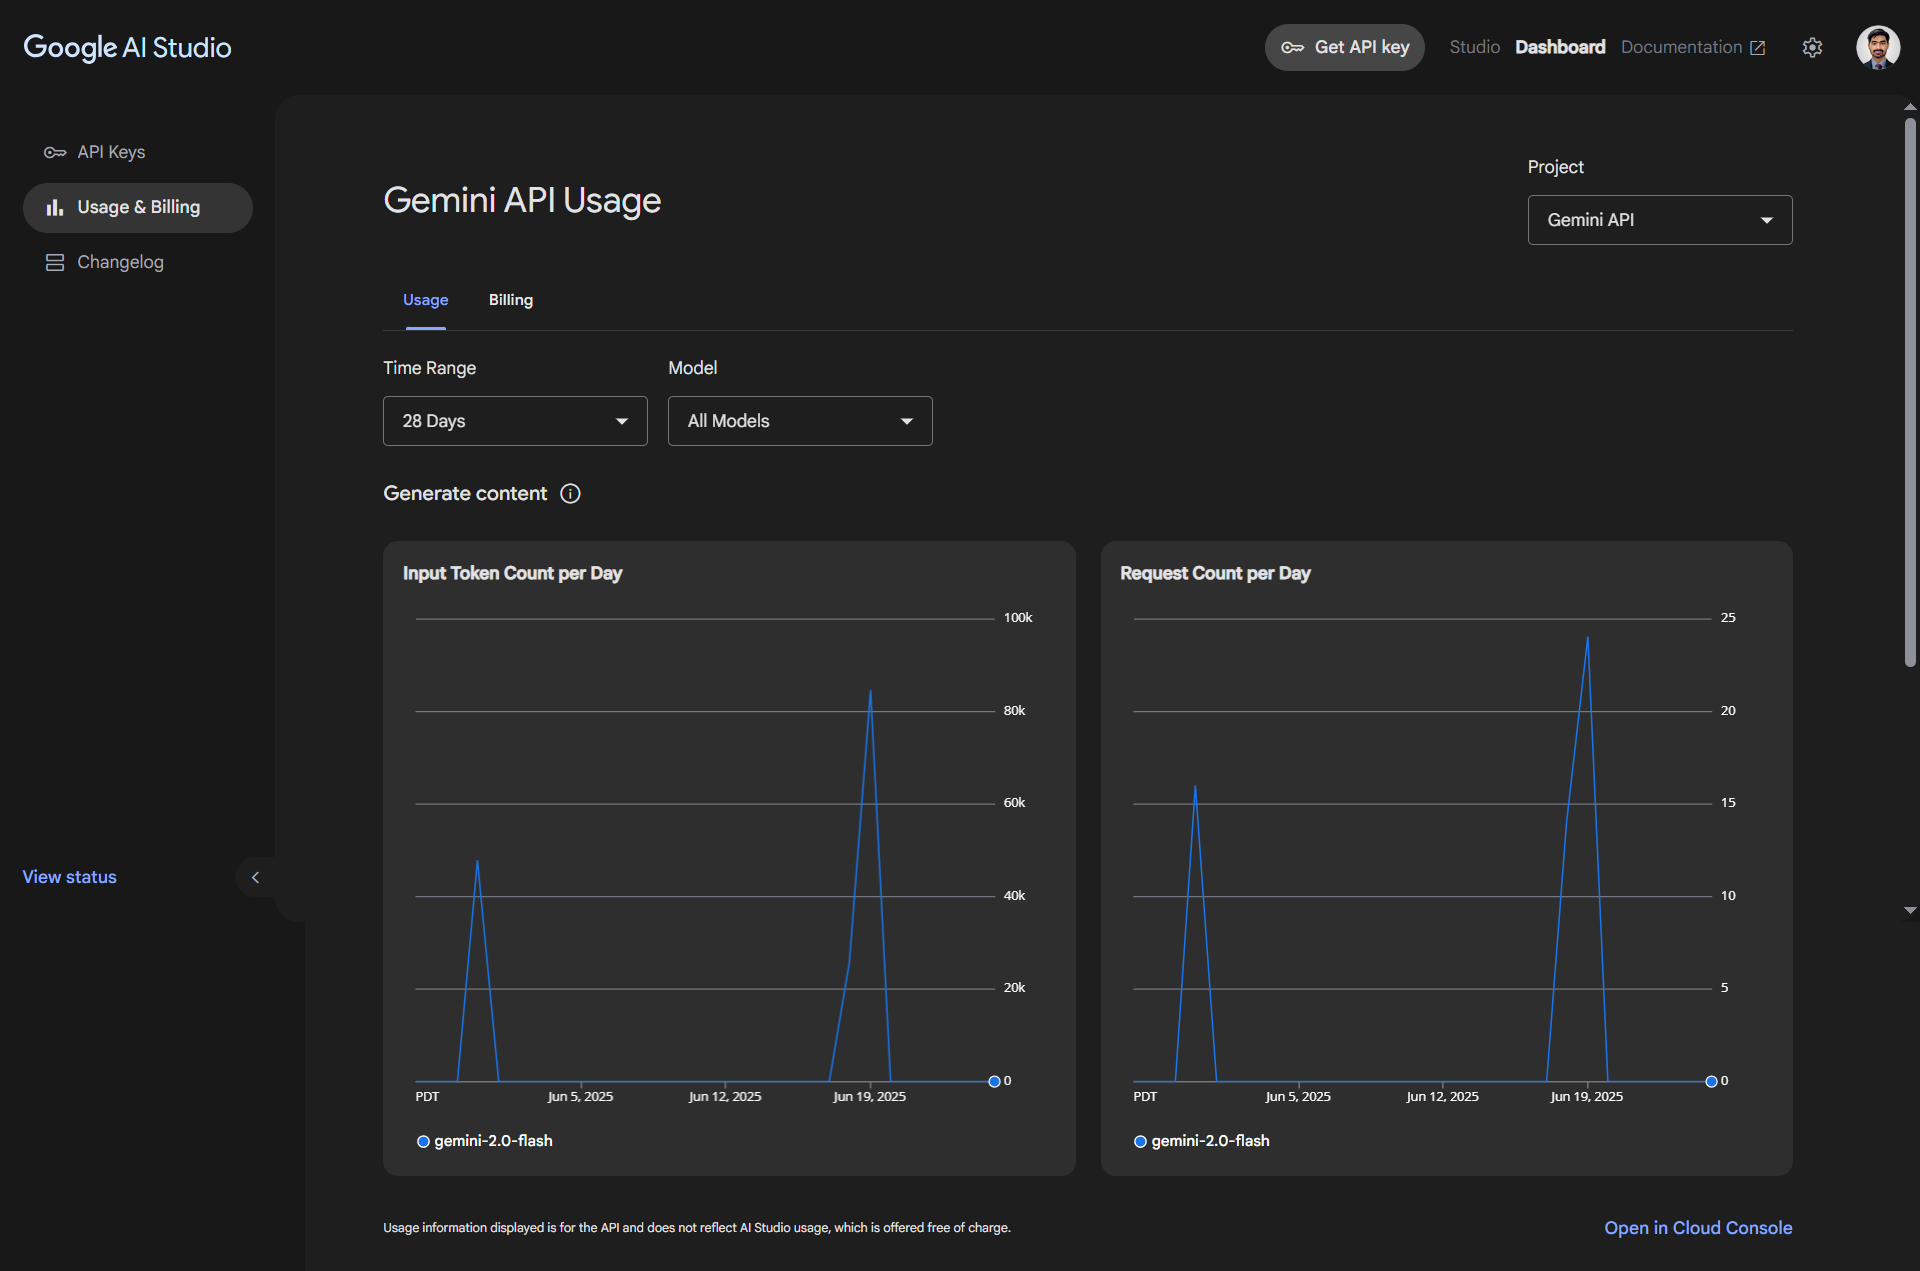 Google AI Studio
Get API key
Studio
Dashboard
Documentation
API Keys
Usage & Billing
Changelog
View status
Gemini API Usage
Project
Gemini API
Usage
Billing
Time Range
Model
28 Days
All Models
Generate content
Input Token Count per Day
100k
80k
60k
40k
20k
0
PDT
Jun 5, 2025
Jun 12, 2025
Jun 19, 2025
gemini-2.0-flash
Request Count per Day
25
20
15
10
5
0
PDT
Jun 5, 2025
Jun 12, 2025
Jun 19, 2025
gemini-2.0-flash
Usage information displayed is for the API and does not reflect AI Studio usage, which is offered free of charge.
Open in Cloud Console